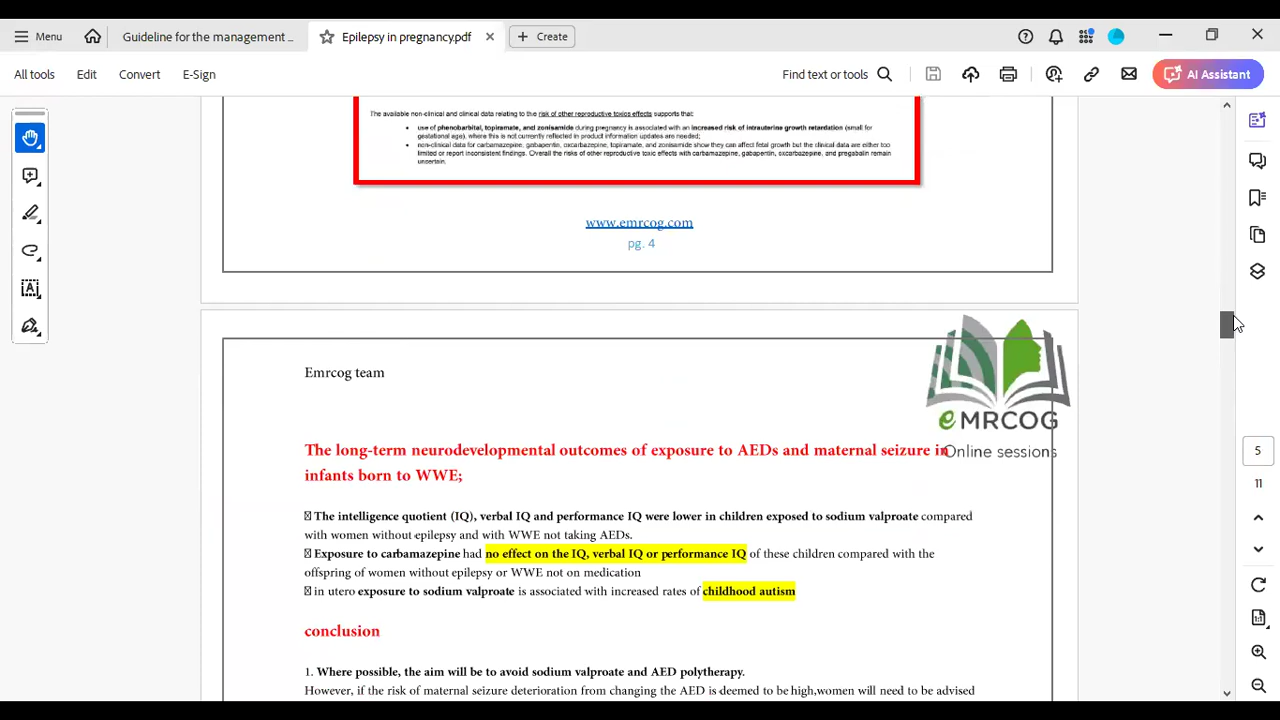 Menu
Guideline for the management ...
Epilepsy in pregnancy.pdf
Create
All tools
Edit
Convert
E-Sign
Find text or tools
AI Assistant
The available non-clinical and clinical data relating to the risk of other reproductive toxics effects supports that:
use of phenobarbital, topiramate, and zonisamide during pregnancy is associated with an increased risk of intrauterine growth retardation (small for
gestational age), where this is not currently reflected in product information updates are needed;
non-clinical data for carbamazepine, gabapentin, oxcarbazepine, topiramate, and zonisamide show they can affect fetal growth but the clinical data are either too
limited or report inconsistent findings. Overall the risks of other reproductive toxic effects with carbamazepine, gabapentin, oxcarbazepine, and pregabalin remain
uncertain.
www.emrcog.com
pg. 4
Emrcog team
eMRCOG
Online sessions
The long-term neurodevelopmental outcomes of exposure to AEDs and maternal seizure in
infants born to WWE;
The intelligence quotient (IQ), verbal IQ and performance IQ were lower in children exposed to sodium valproate compared
with women without epilepsy and with WWE not taking AEDs.
Exposure to carbamazepine had no effect on the IQ, verbal IQ or performance IQ of these children compared with the
offspring of women without epilepsy or WWE not on medication
in utero exposure to sodium valproate is associated with increased rates of childhood autism
conclusion
1. Where possible, the aim will be to avoid sodium valproate and AED polytherapy.
However, if the risk of maternal seizure deterioration from changing the AED is deemed to be high,women will need to be advised
5
11